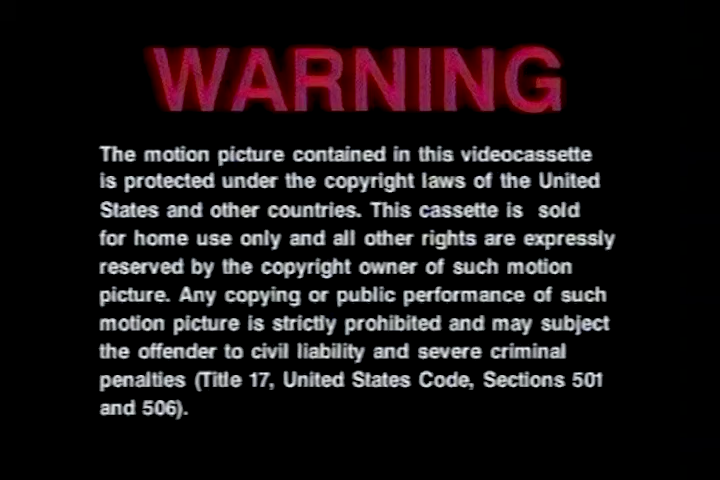 WARNING
The motion picture contained in this videocassette
is protected under the copyright laws of the United
States and other countries. This cassette is sold
for home use only and all other rights are expressly
reserved by the copyright owner of such motion
picture. Any copying or public performance of such
motion picture is strictly prohibited and may subject
the offender to civil liability and severe criminal
penalties (Title 17, United States Code, Sections 501
and 506).